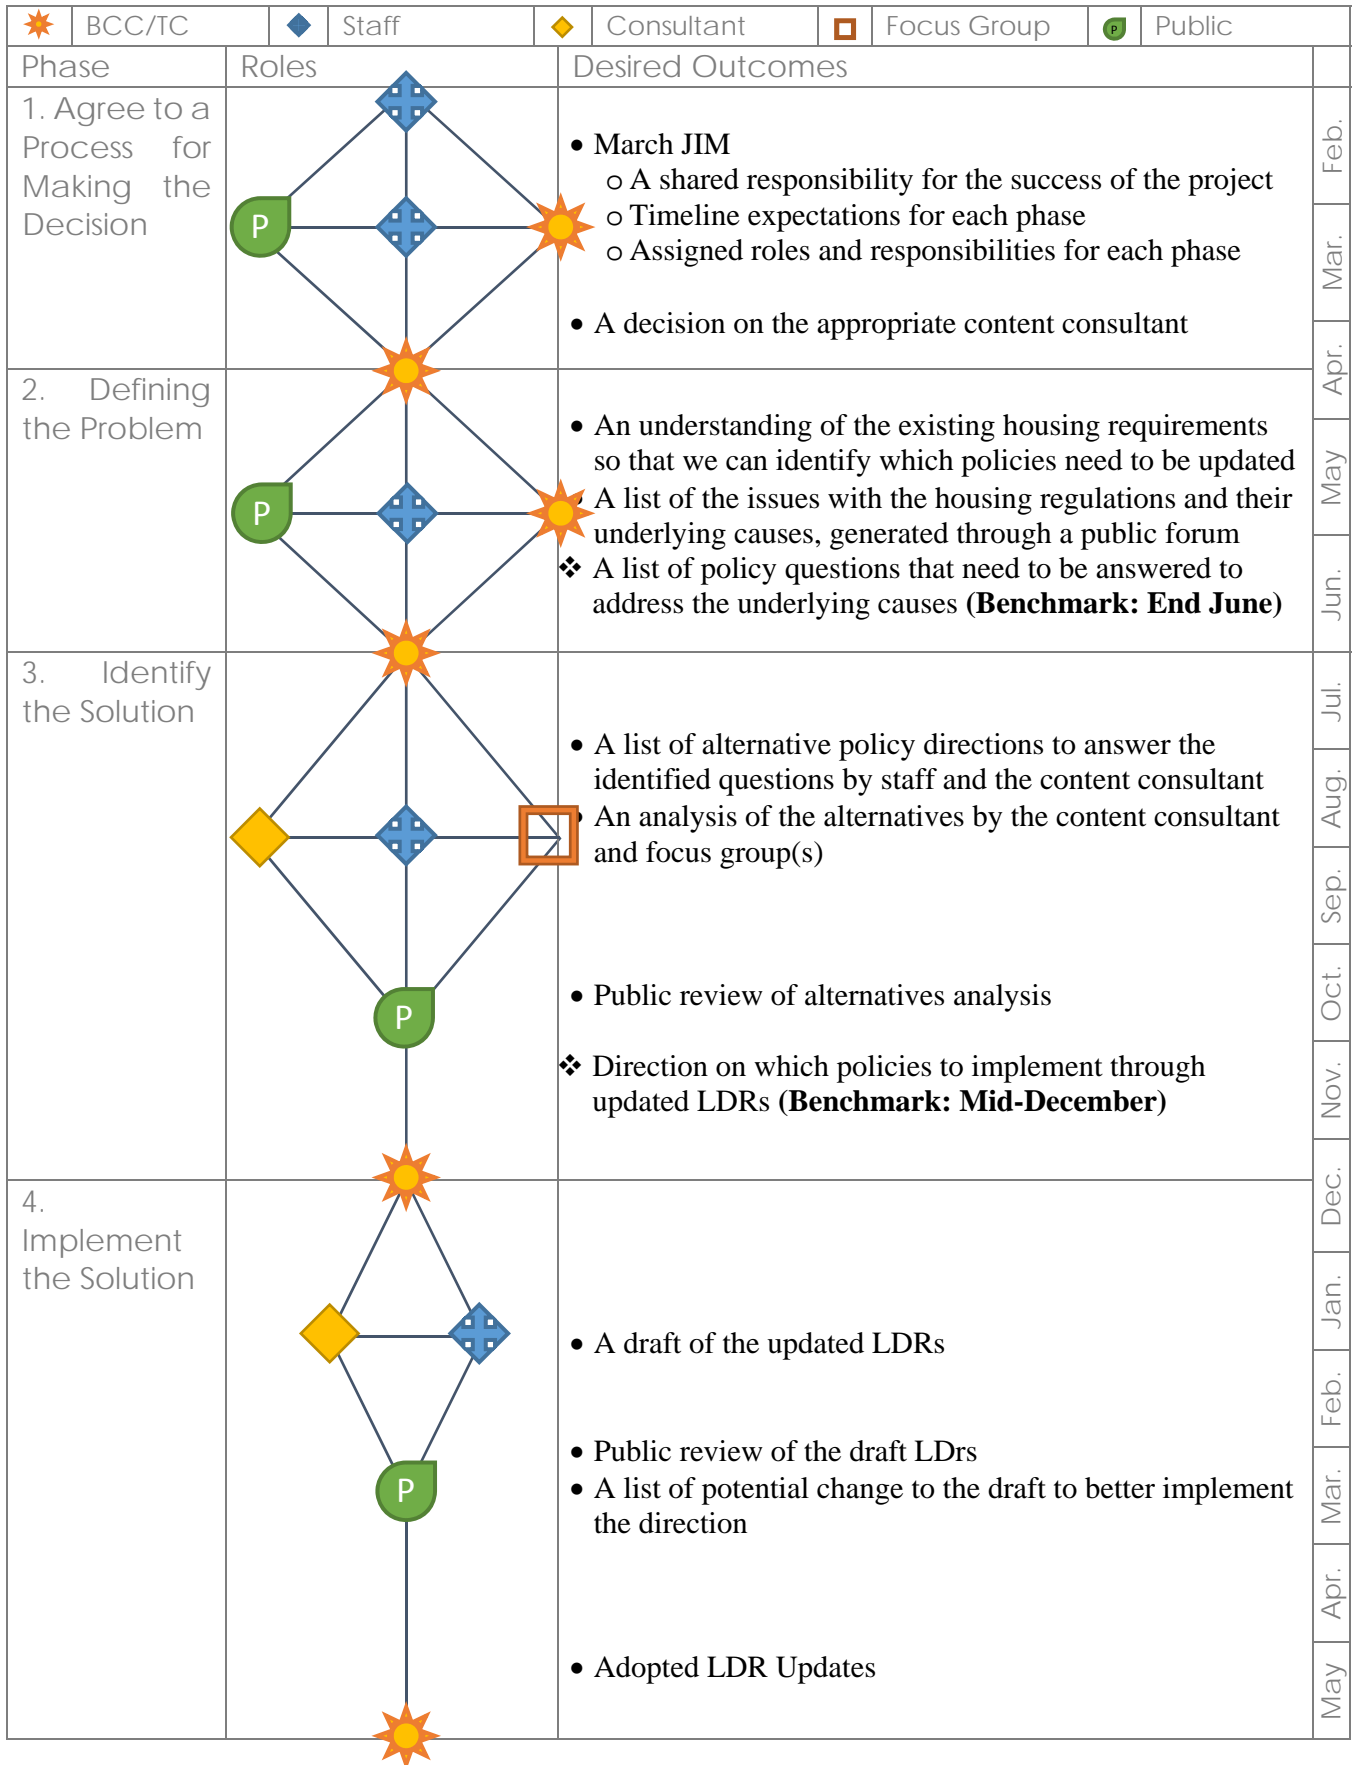 BCC/TC Staff Consultant Focus Group P Public
Phase Roles Desired Outcomes
1. Agree to a
Process for
Making the
Decision
P
• March JIM
o A shared responsibility for the success of the project
o Timeline expectations for each phase
o Assigned roles and responsibilities for each phase
• A decision on the appropriate content consultant
2. Defining
the Problem
P
• An understanding of the existing housing requirements
so that we can identify which policies need to be updated
• A list of the issues with the housing regulations and their
underlying causes, generated through a public forum
❖ A list of policy questions that need to be answered to
address the underlying causes (Benchmark: End June)
3. Identify
the Solution
P
• A list of alternative policy directions to answer the
identified questions by staff and the content consultant
• An analysis of the alternatives by the content consultant
and focus group(s)
• Public review of alternatives analysis
❖ Direction on which policies to implement through
updated LDRs (Benchmark: Mid-December)
4.
Implement
the Solution
P
• A draft of the updated LDRs
• Public review of the draft LDrs
• A list of potential change to the draft to better implement
the direction
• Adopted LDR Updates
Feb.
Mar.
Apr.
May
Jun.
Jul.
Aug.
Sep.
Oct.
Nov.
Dec.
Jan.
Feb.
Mar.
Apr.
May